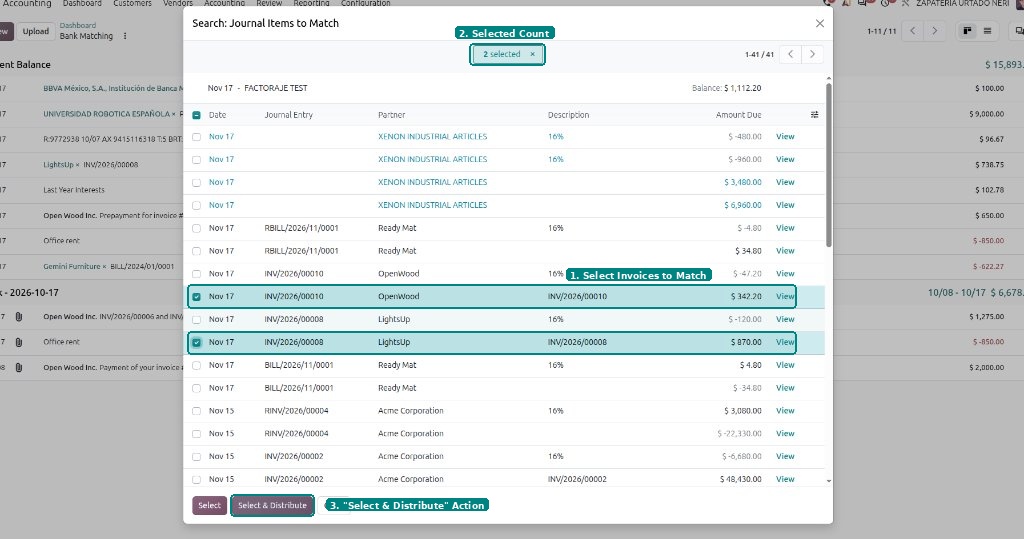 Accounting Dashboard Customers Vendors Accounting Review Reporting Configuration ZAPATERIA URTADO NERI
Upload Dashboard
Bank Matching
1-11 / 11
Search: Journal Items to Match
2. Selected Count
2 selected ×
1-41 / 41
Nov 17 - FACTORAJE TEST Balance: $ 1,112.20
Date Journal Entry Partner Description Amount Due
Nov 17 XENON INDUSTRIAL ARTICLES 16% $ -480.00 View
Nov 17 XENON INDUSTRIAL ARTICLES 16% $ -960.00 View
Nov 17 XENON INDUSTRIAL ARTICLES $ 3,480.00 View
Nov 17 XENON INDUSTRIAL ARTICLES $ 6,960.00 View
Nov 17 RBILL/2026/11/0001 Ready Mat 16% $ -4.80 View
Nov 17 RBILL/2026/11/0001 Ready Mat $ 34.80 View
Nov 17 INV/2026/00010 OpenWood 16% $ -47.20 View
1. Select Invoices to Match
Nov 17 INV/2026/00010 OpenWood INV/2026/00010 $ 342.20 View
Nov 17 INV/2026/00008 LightsUp 16% $ -120.00 View
Nov 17 INV/2026/00008 LightsUp INV/2026/00008 $ 870.00 View
Nov 17 BILL/2026/11/0001 Ready Mat 16% $ 4.80 View
Nov 17 BILL/2026/11/0001 Ready Mat $ -34.80 View
Nov 15 RINV/2026/00004 Acme Corporation 16% $ 3,080.00 View
Nov 15 RINV/2026/00004 Acme Corporation $ -22,330.00 View
Nov 15 INV/2026/00002 Acme Corporation 16% $ -6,680.00 View
Nov 15 INV/2026/00002 Acme Corporation INV/2026/00002 $ 48,430.00 View
Select Select & Distribute
3. "Select & Distribute" Action
Balance $ 15,893.
BBVA México, S.A., Institución de Banca $ 100.00
UNIVERSIDAD ROBOTICA ESPAÑOLA × $ 9,000.00
R:9772938 10/07 AX 9415116318 T:5 BRT: $ 96.67
LightsUp × INV/2026/00008 $ 738.75
Last Year Interests $ 102.78
Open Wood Inc. Prepayment for invoice # $ 650.00
Office rent $ -850.00
Gemini Furniture × BILL/2024/01/0001 $ -622.27
- 2026-10-17 10/08 - 10/17 $ 6,678.
Open Wood Inc. INV/2026/00006 and INV/ $ 1,275.00
Office rent $ -850.00
Open Wood Inc. Payment of your invoice # $ 2,000.00